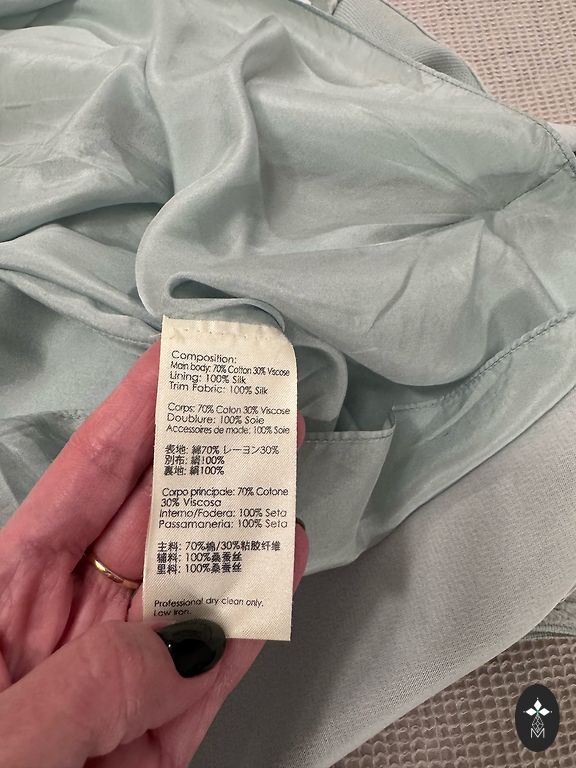 Composition:
Main body: 70% Cotton 30% Viscose
Lining: 100% Silk
Trim Fabric: 100% Silk
Corps: 70% Coton 30% Viscose
Doublure: 100% Soie
Accessoires de mode: 100% Soie
表地: 綿70% レーヨン30%
別布: 絹100%
裏地: 絹100%
Corpo principale: 70% Cotone
30% Viscosa
Interno/Fodera: 100% Seta
Passamaneria: 100% Seta
主料: 70%棉/30%粘胶纤维
辅料: 100%桑蚕丝
里料: 100%桑蚕丝
Professional dry clean only.
Low Iron.
M